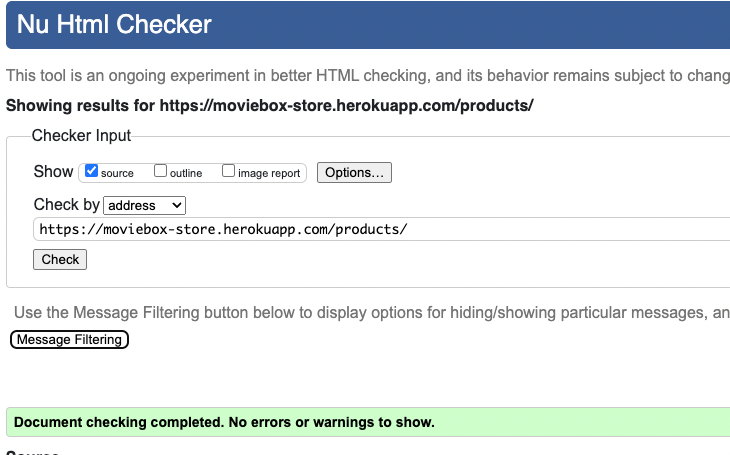 Nu Html Checker
This tool is an ongoing experiment in better HTML checking, and its behavior remains subject to chang
Showing results for https://moviebox-store.herokuapp.com/products/
Checker Input
Show source outline image report Options...
Check by address
https://moviebox-store.herokuapp.com/products/
Check
Use the Message Filtering button below to display options for hiding/showing particular messages, an
Message Filtering
Document checking completed. No errors or warnings to show.
Source